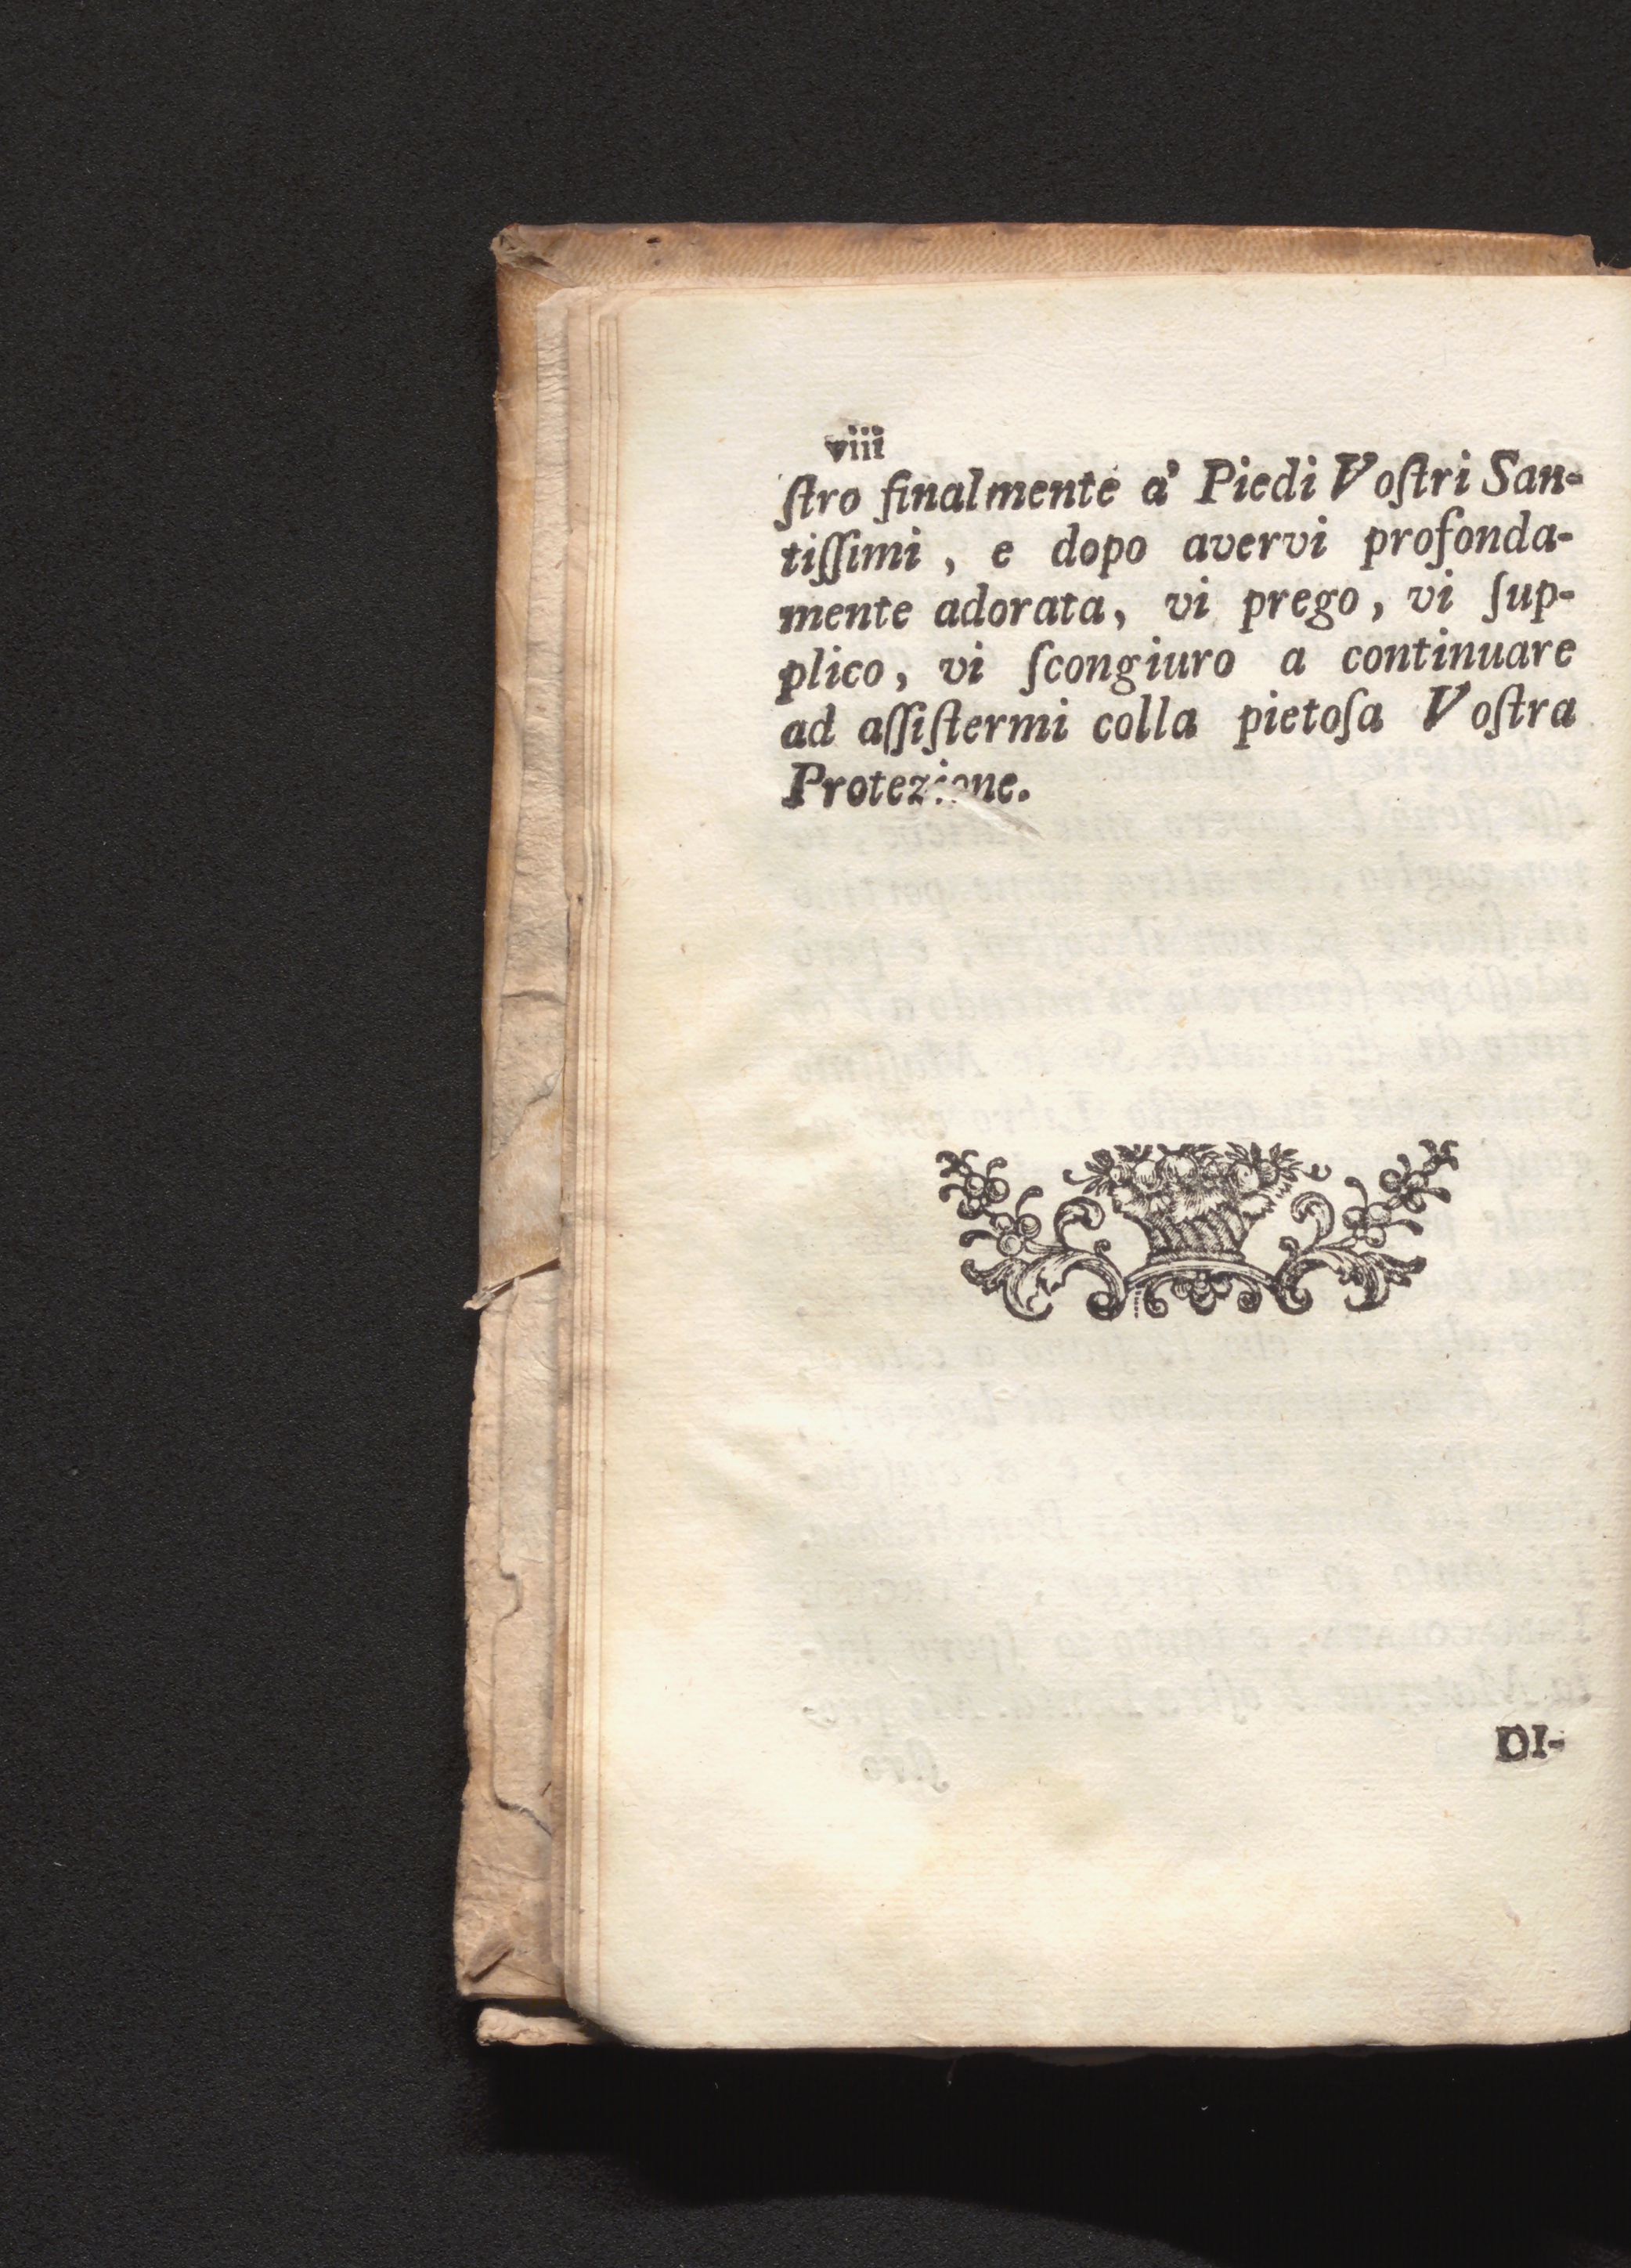 viii
ſtro finalmente a' Piedi Voſtri San-
tiſſimi, e dopo avervi profonda-
mente adorata, vi prego, vi ſup-
plico, vi ſcongiuro a continuare
ad aſſiſtermi colla pietoſa Voſtra
Protezione.
DI-